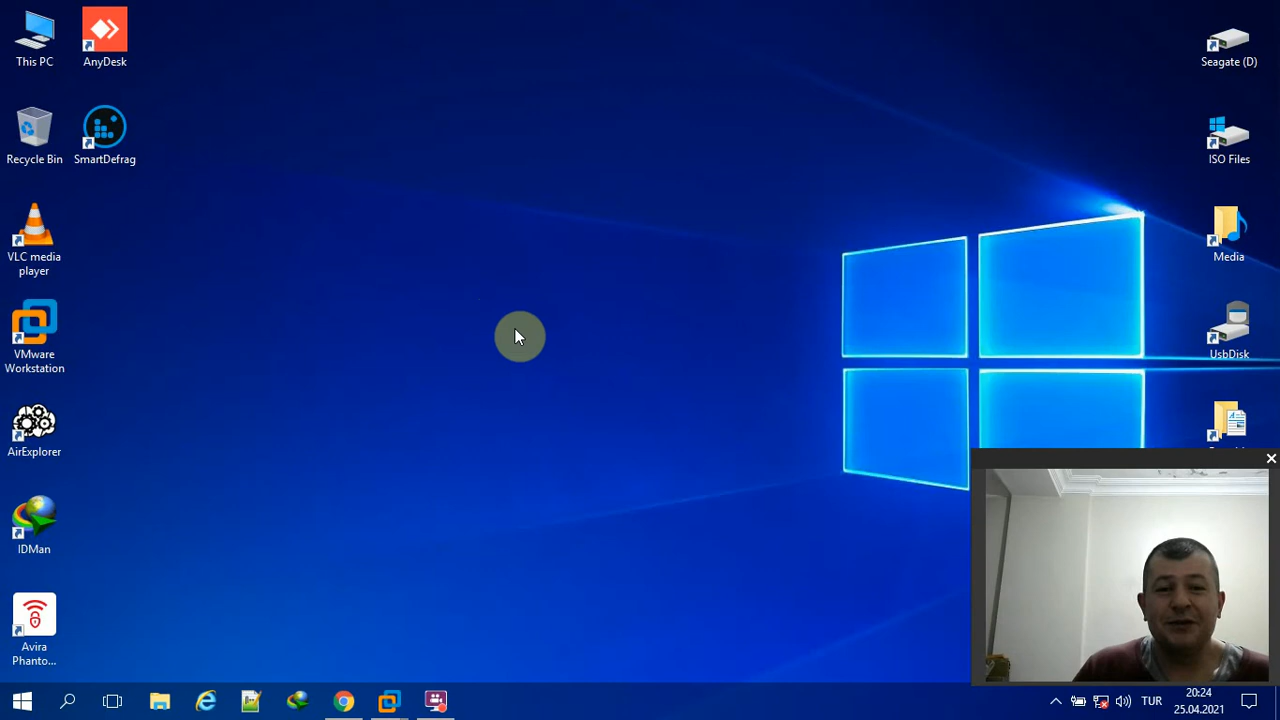 This PC
AnyDesk
Recycle Bin
SmartDefrag
VLC media
player
VMware
Workstation
AirExplorer
IDMan
Avira
Phanto...
Seagate (D)
ISO Files
Media
UsbDisk
TUR
20:24
25.04.2021